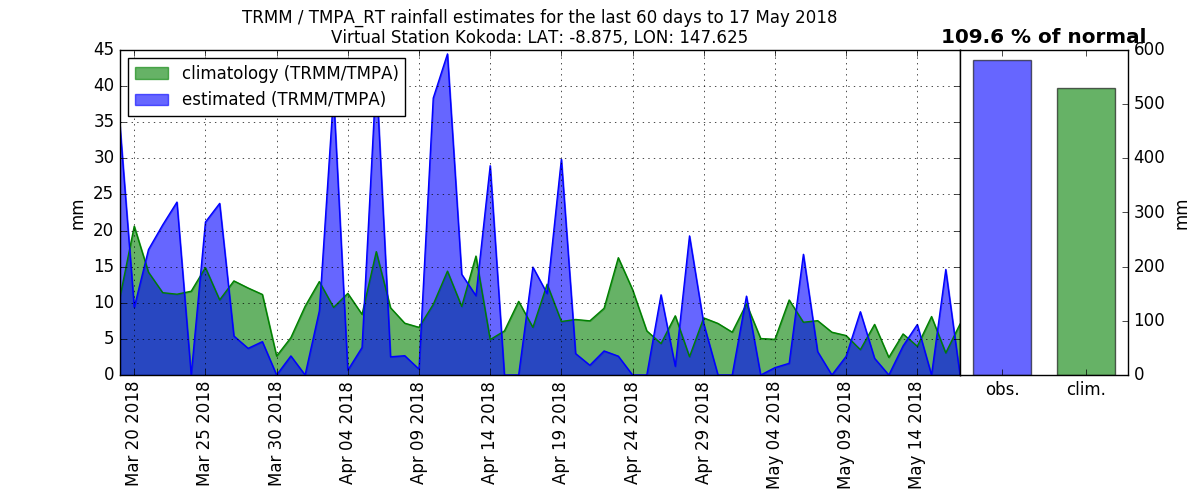 TRMM / TMPA_RT rainfall estimates for the last 60 days to 17 May 2018
Virtual Station Kokoda: LAT: -8.875, LON: 147.625
109.6 % of normal
climatology (TRMM/TMPA)
estimated (TRMM/TMPA)
mm
45
40
35
30
25
20
15
10
5
0
Mar 20 2018
Mar 25 2018
Mar 30 2018
Apr 04 2018
Apr 09 2018
Apr 14 2018
Apr 19 2018
Apr 24 2018
Apr 29 2018
May 04 2018
May 09 2018
May 14 2018
obs.
clim.
600
500
400
300
200
100
0
mm